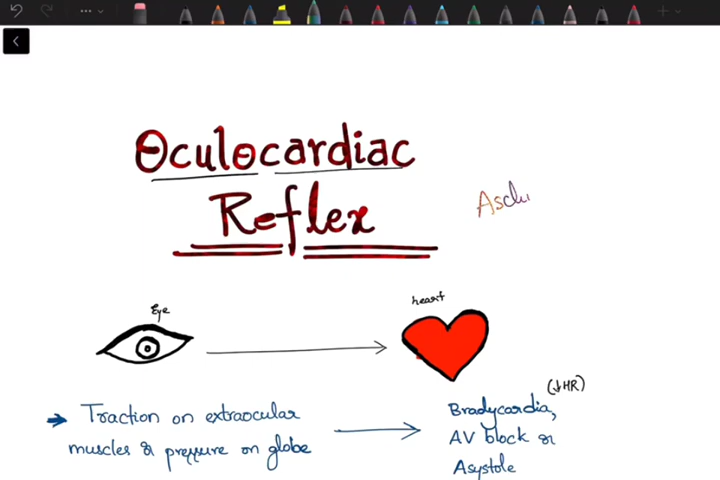 Oculocardiac
Reflex
Eye
heart
→ Traction on extraocular
muscles & pressure on globe
(↓HR)
Bradycardia,
AV block or
Asystole